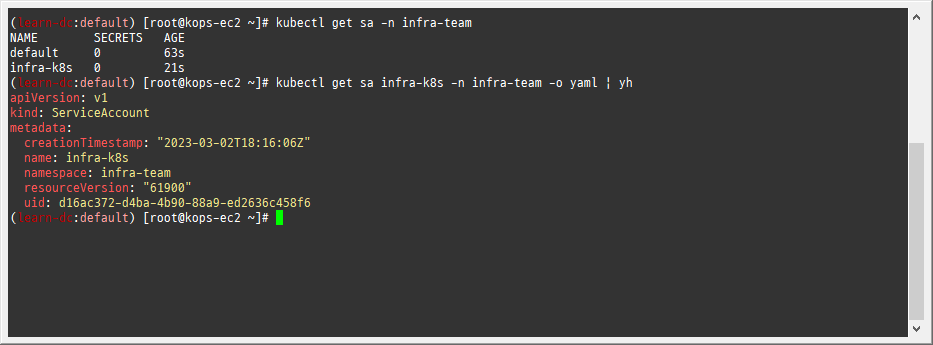 (learn-dc:default) [root@kops-ec2 ~]# kubectl get sa -n infra-team
NAME        SECRETS   AGE
default     0         63s
infra-k8s   0         21s
(learn-dc:default) [root@kops-ec2 ~]# kubectl get sa infra-k8s -n infra-team -o yaml | yh
apiVersion: v1
kind: ServiceAccount
metadata:
  creationTimestamp: "2023-03-02T18:16:06Z"
  name: infra-k8s
  namespace: infra-team
  resourceVersion: "61900"
  uid: d16ac372-d4ba-4b90-88a9-ed2636c458f6
(learn-dc:default) [root@kops-ec2 ~]#